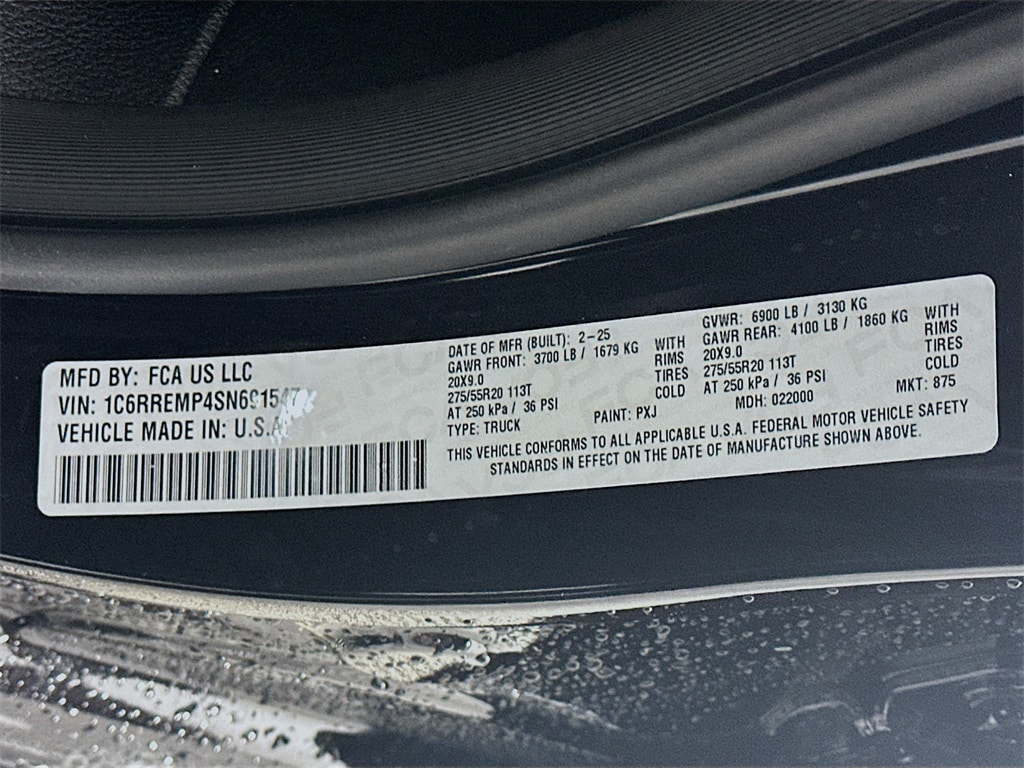 MFD BY: FCA US LLC
VIN:
VEHICLE MADE IN: U.S.A
DATE OF MFR (BUILT): 2-25
GAWR FRONT: 3700 LB / 1679 KG WITH
20X9.0 RIMS
275/55R20 113T TIRES
AT 250 kPa / 36 PSI COLD
TYPE: TRUCK PAINT: PXJ
GVWR: 6900 LB / 3130 KG
GAWR REAR: 4100 LB / 1860 KG WITH
20X9.0 RIMS
275/55R20 113T TIRES
AT 250 kPa / 36 PSI COLD
MDH: 022000 MKT: 875
THIS VEHICLE CONFORMS TO ALL APPLICABLE U.S.A. FEDERAL MOTOR VEHICLE SAFETY
STANDARDS IN EFFECT ON THE DATE OF MANUFACTURE SHOWN ABOVE.